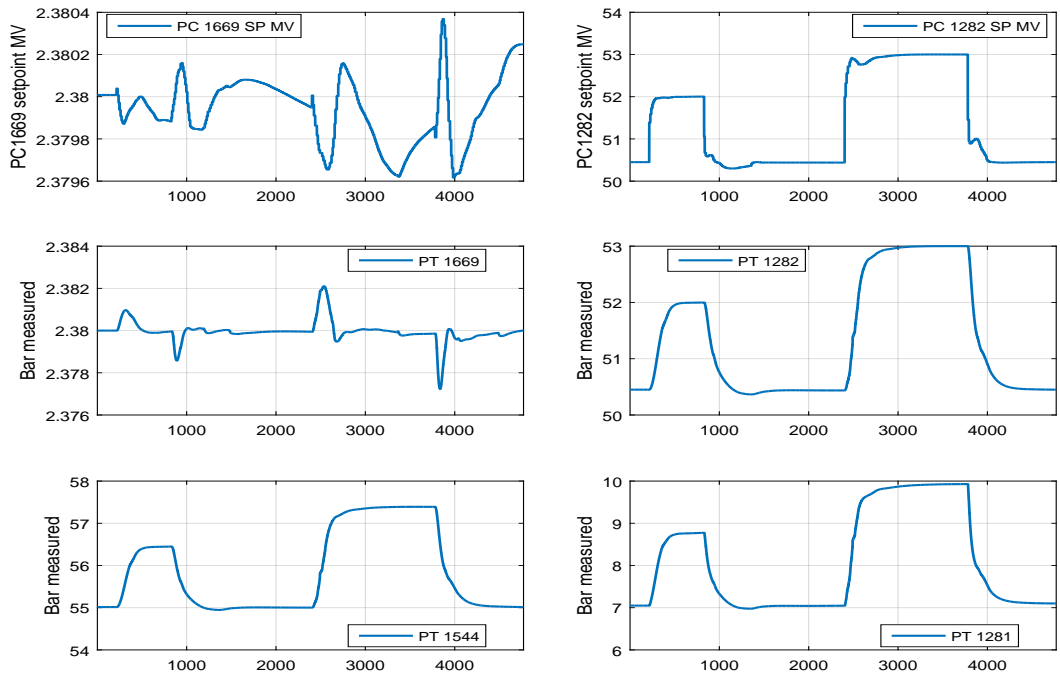 PC1669 setpoint MV
2.3804
2.3802
2.38
2.3798
2.3796
PC 1669 SP MV
1000 2000 3000 4000
PC1282 setpoint MV
54
53
52
51
50
PC 1282 SP MV
1000 2000 3000 4000
Bar measured
2.384
2.382
2.38
2.378
2.376
PT 1669
1000 2000 3000 4000
Bar measured
53
52
51
50
PT 1282
1000 2000 3000 4000
Bar measured
58
57
56
55
54
PT 1544
1000 2000 3000 4000
Bar measured
10
9
8
7
6
PT 1281
1000 2000 3000 4000